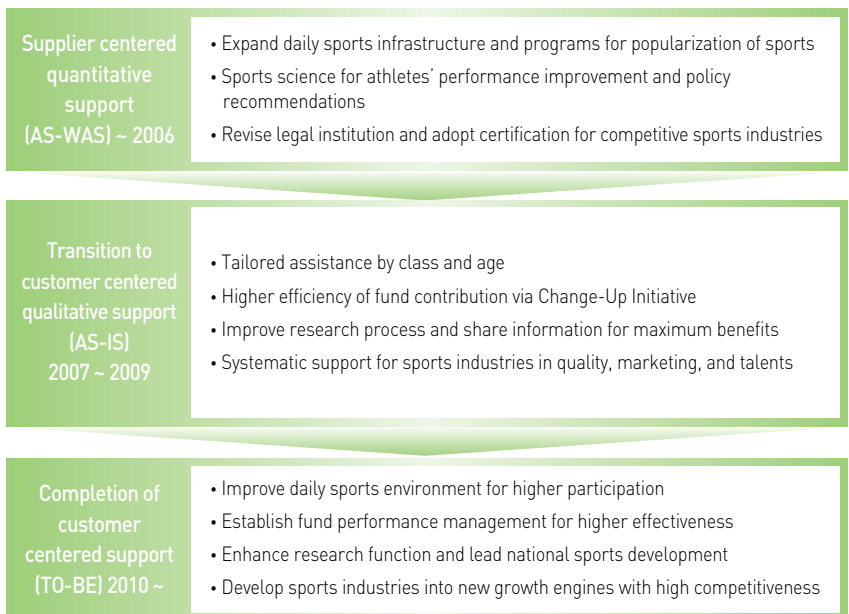 Supplier centered
quantitative
support
(AS-WAS) ~ 2006
• Expand daily sports infrastructure and programs for popularization of sports
• Sports science for athletes’ performance improvement and policy
recommendations
• Revise legal institution and adopt certification for competitive sports industries
Transition to
customer centered
qualitative support
(AS-IS)
2007 ~ 2009
• Tailored assistance by class and age
• Higher efficiency of fund contribution via Change-Up Initiative
• Improve research process and share information for maximum benefits
• Systematic support for sports industries in quality, marketing, and talents
Completion of
customer
centered support
(TO-BE) 2010 ~
• Improve daily sports environment for higher participation
• Establish fund performance management for higher effectiveness
• Enhance research function and lead national sports development
• Develop sports industries into new growth engines with high competitiveness